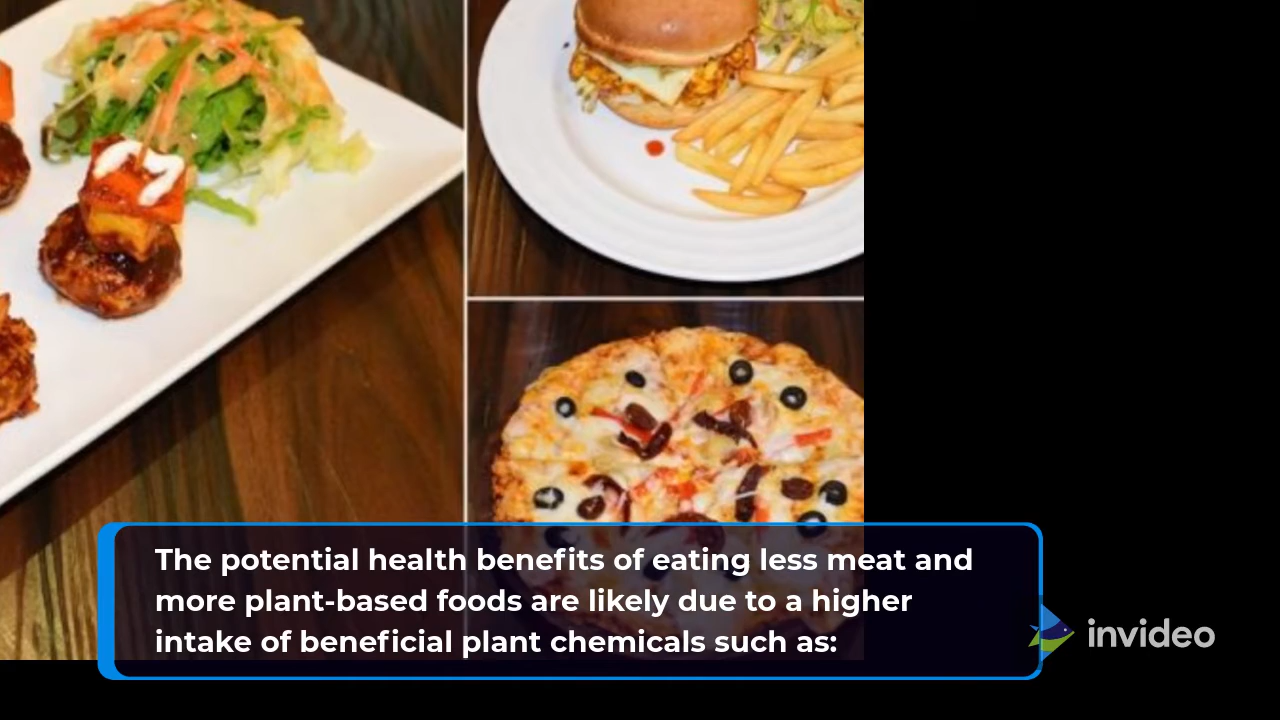 The potential health benefits of eating less meat and
more plant-based foods are likely due to a higher
intake of beneficial plant chemicals such as:
invideo